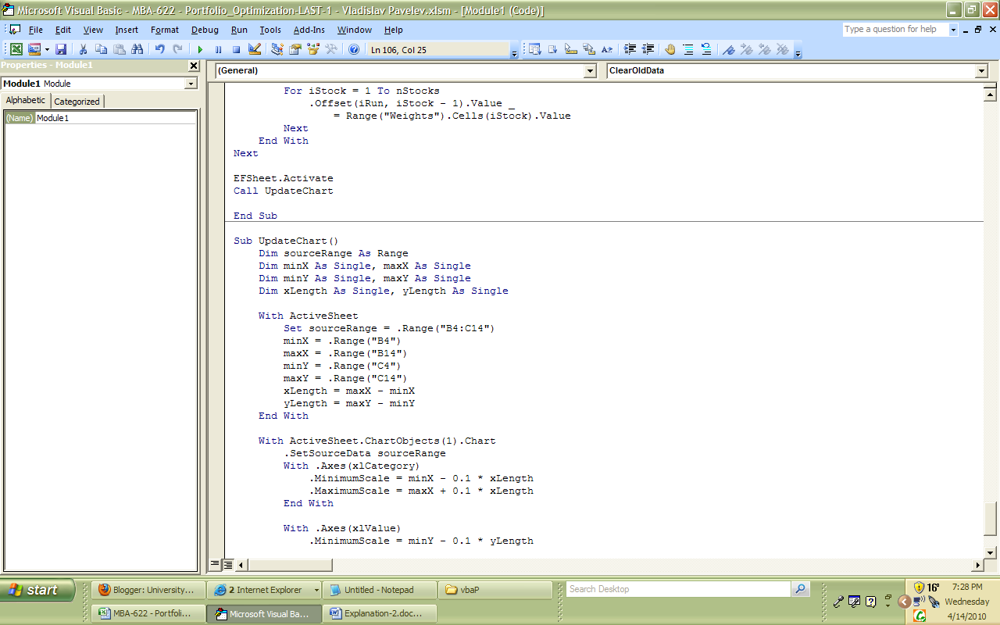 Microsoft Visual Basic - MBA-622 - Portfolio_Optimization-LAST-1 - Vladislav Pavelev.xlsm - [Module1 (Code)]
File Edit View Insert Format Debug Run Tools Add-Ins Window Help
Type a question for help
Ln 106, Col 25
Properties - Module1
Module1 Module
Alphabetic Categorized
(Name) Module1
(General)
ClearOldData
For iStock = 1 To nStocks
.Offset(iRun, iStock - 1).Value _
= Range("Weights").Cells(iStock).Value
Next
End With
Next
EFSheet.Activate
Call UpdateChart
End Sub
Sub UpdateChart()
Dim sourceRange As Range
Dim minX As Single, maxX As Single
Dim minY As Single, maxY As Single
Dim xLength As Single, yLength As Single
With ActiveSheet
Set sourceRange = .Range("B4:C14")
minX = .Range("B4")
maxX = .Range("B14")
minY = .Range("C4")
maxY = .Range("C14")
xLength = maxX - minX
yLength = maxY - minY
End With
With ActiveSheet.ChartObjects(1).Chart
.SetSourceData sourceRange
With .Axes(xlCategory)
.MinimumScale = minX - 0.1 * xLength
.MaximumScale = maxX + 0.1 * xLength
End With
With .Axes(xlValue)
.MinimumScale = minY - 0.1 * yLength
start
Blogger: University...
2 Internet Explorer
Untitled - Notepad
vbaP
Search Desktop
16°
7:28 PM
MBA-622 - Portfoli...
Microsoft Visual Ba...
Explanation-2.doc...
Wednesday
4/14/2010